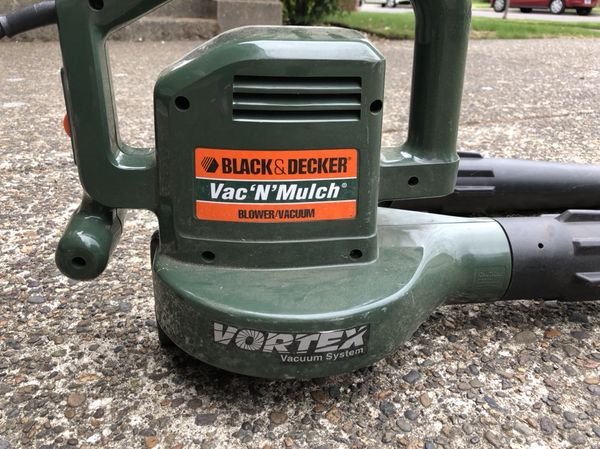 BLACK & DECKER®
Vac 'N' Mulch®
BLOWER/VACUUM
VORTEX
Vacuum System